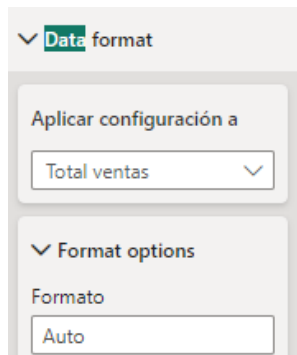 Data format
Aplicar configuración a
Total ventas
Format options
Formato
Auto